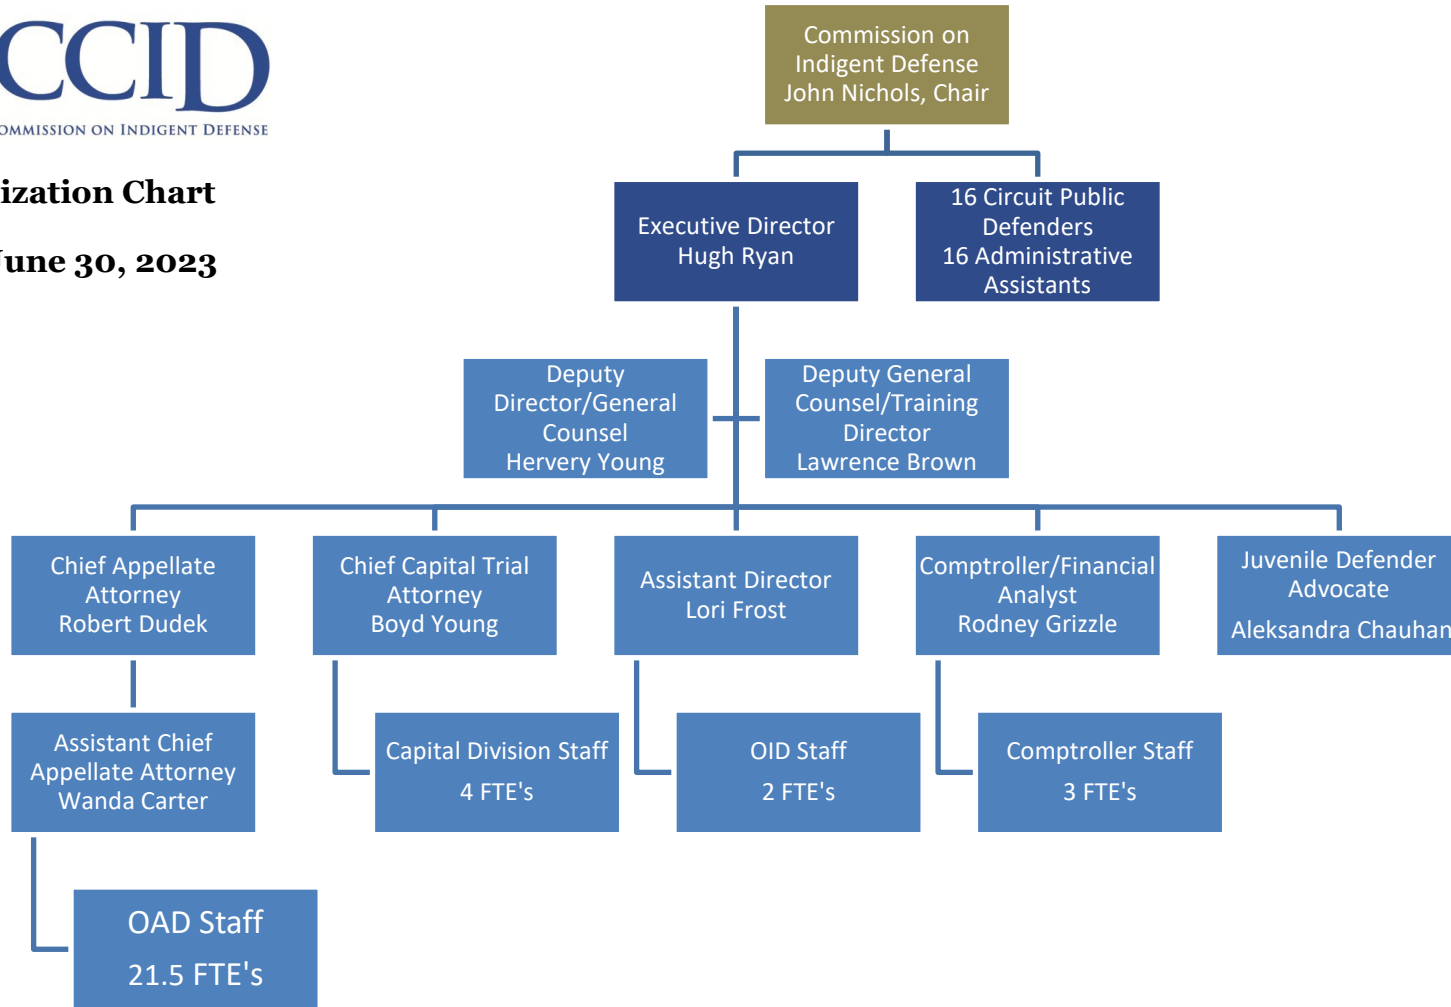 CCID
COMMISSION ON INDIGENT DEFENSE
ization Chart
June 30, 2023
Commission on
Indigent Defense
John Nichols, Chair
Executive Director
Hugh Ryan
16 Circuit Public
Defenders
16 Administrative
Assistants
Deputy
Director/General
Counsel
Hervery Young
Deputy General
Counsel/Training
Director
Lawrence Brown
Chief Appellate
Attorney
Robert Dudek
Chief Capital Trial
Attorney
Boyd Young
Assistant Director
Lori Frost
Comptroller/Financial
Analyst
Rodney Grizzle
Juvenile Defender
Advocate
Aleksandra Chauhan
Assistant Chief
Appellate Attorney
Wanda Carter
Capital Division Staff
4 FTE's
OID Staff
2 FTE's
Comptroller Staff
3 FTE's
OAD Staff
21.5 FTE's